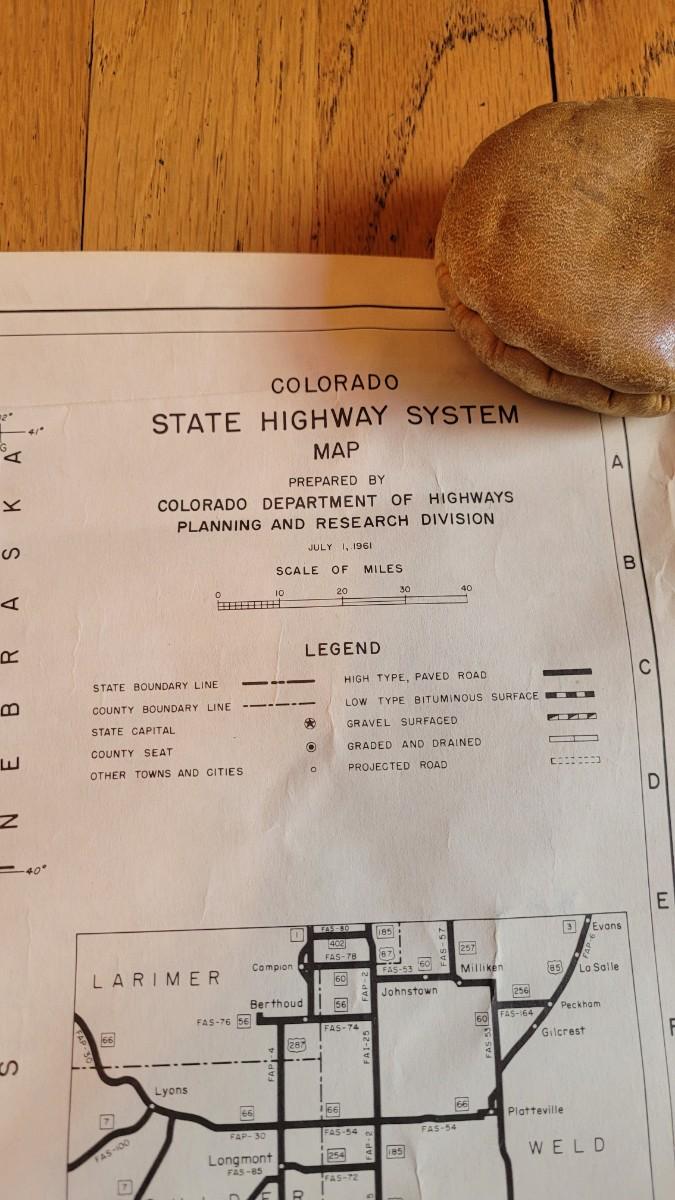 COLORADO
STATE HIGHWAY SYSTEM
MAP
PREPARED BY
COLORADO DEPARTMENT OF HIGHWAYS
PLANNING AND RESEARCH DIVISION
JULY 1, 1961
SCALE OF MILES
0 10 20 30 40
LEGEND
STATE BOUNDARY LINE
COUNTY BOUNDARY LINE
STATE CAPITAL
COUNTY SEAT
OTHER TOWNS AND CITIES
HIGH TYPE, PAVED ROAD
LOW TYPE BITUMINOUS SURFACE
GRAVEL SURFACED
GRADED AND DRAINED
PROJECTED ROAD
41°
NEBRASKA
40°
S
A
B
C
D
E
F
LARIMER
1
FAS-80
402
185
FAS-78
87
FAS-57
257
3
Evans
FAP-6
Campion
60
FAS-53
60
Milliken
85
La Salle
FAP-2
Johnstown
256
Berthoud
56
FAS-164
Peckham
FAS-76
56
FAS-74
60
FAS-53
Gilcrest
287
FAI-25
66
Lyons
66
66
66
Platteville
7
FAP-30
FAS-54
FAS-54
FAS-100
254
FAP-2
185
WELD
Longmont
FAS-85
FAS-72
7